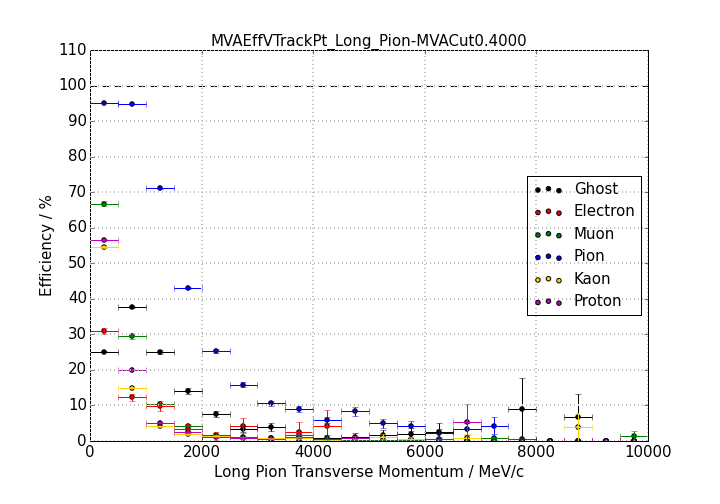 MVAEffVTrackPt_Long_Pion-MVACut0.4000
110
100
90
80
70
60
50
40
30
20
10
0
Efficiency / %
Ghost
Electron
Muon
Pion
Kaon
Proton
0 2000 4000 6000 8000 10000
Long Pion Transverse Momentum / MeV/c